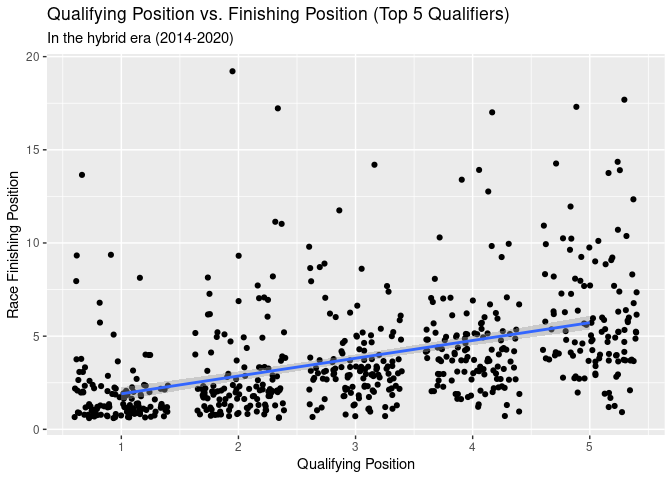 Qualifying Position vs. Finishing Position (Top 5 Qualifiers)
In the hybrid era (2014-2020)
20
15
10
5
0
Race Finishing Position
1 2 3 4 5
Qualifying Position